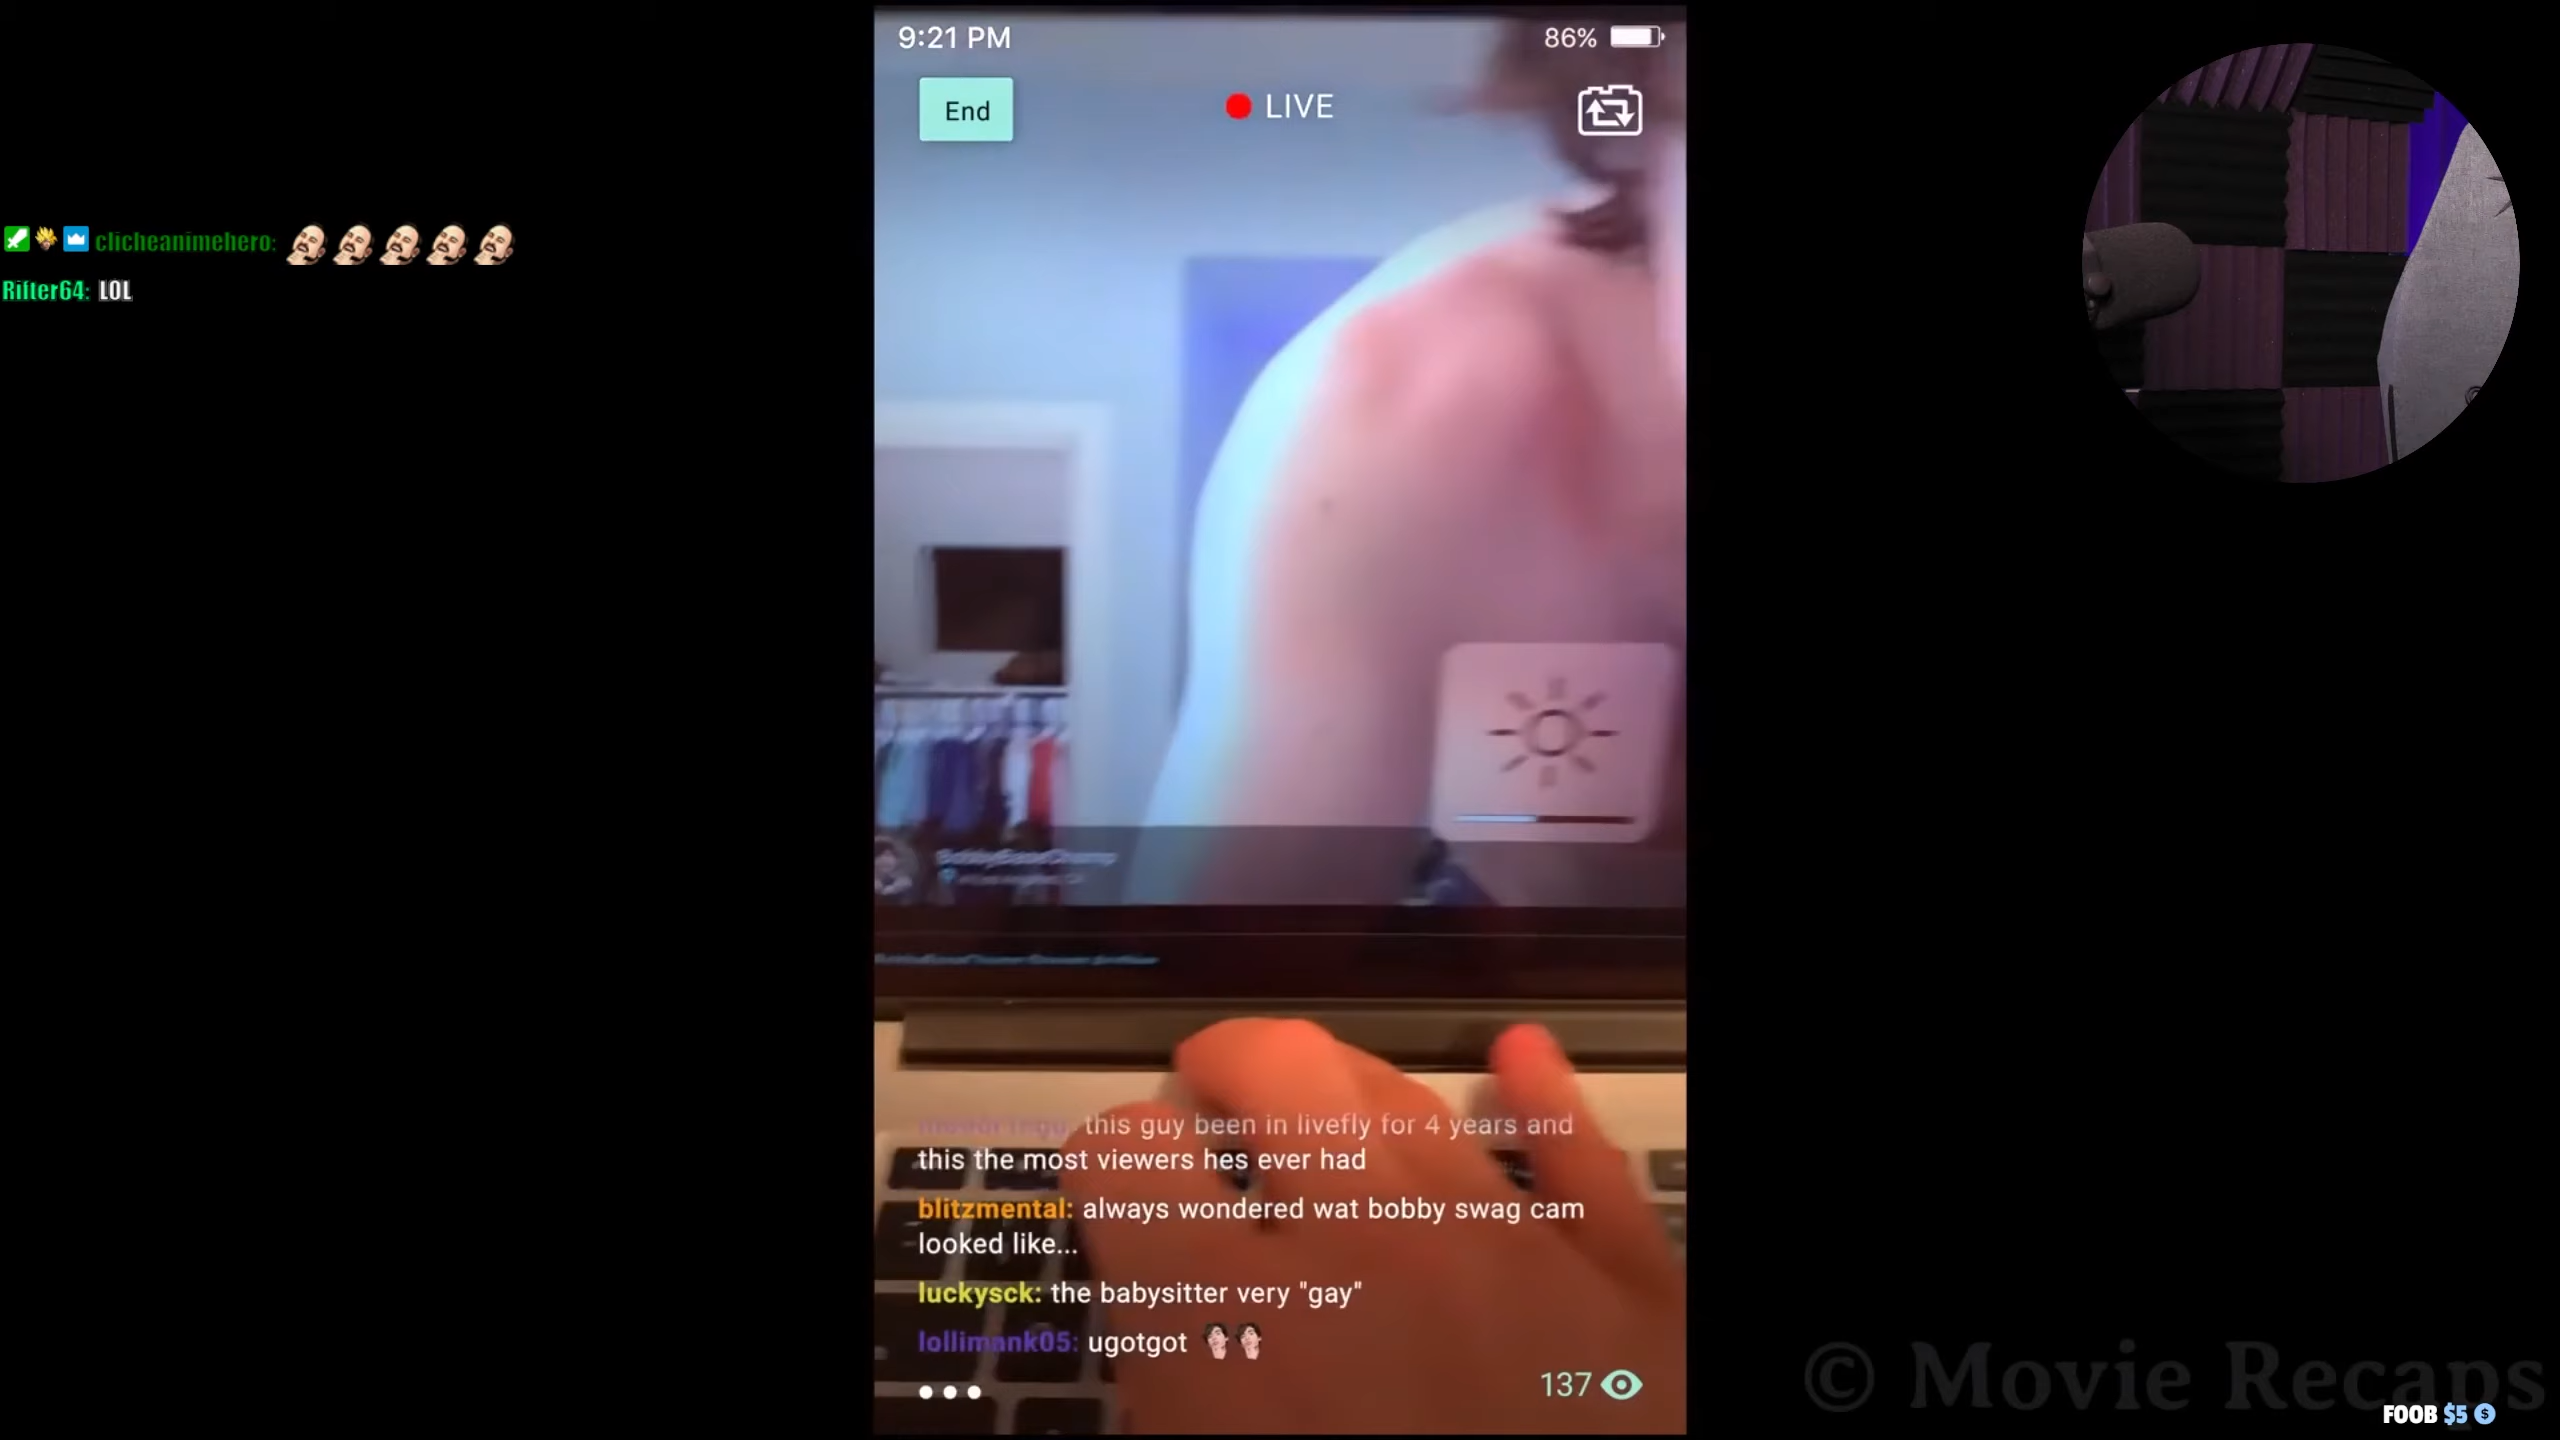 9:21 PM
86%
End
LIVE
clicheanimehero:
Rifter64: LOL
this guy been in livefly for 4 years and
this the most viewers hes ever had
blitzmental: always wondered wat bobby swag cam
looked like...
luckysck: the babysitter very "gay"
lollimank05: ugotgot
137
© Movie Recaps
FOOB $5